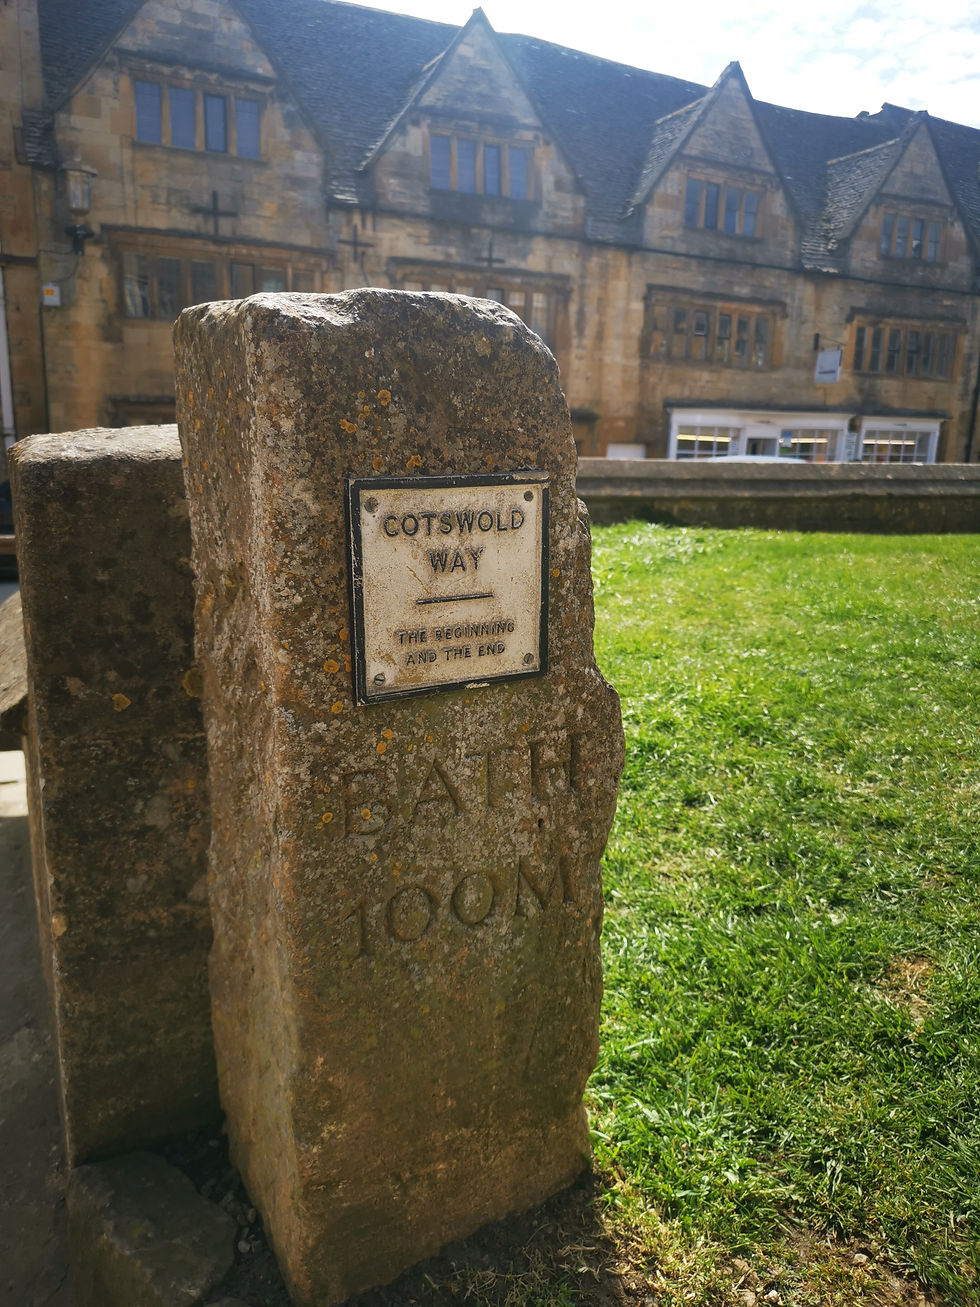 COTSWOLD
WAY
THE BEGINNING
AND THE END
BATH
100M